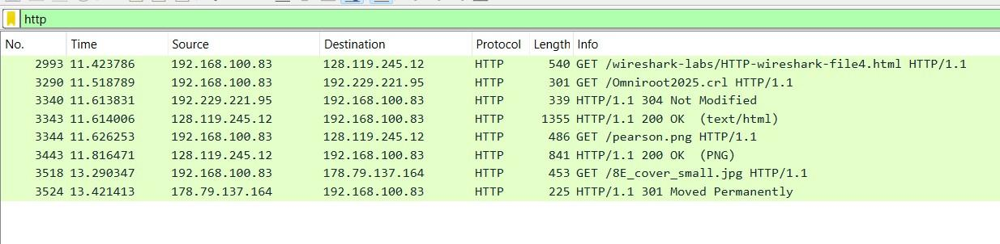 http
No. Time Source Destination Protocol Length Info
2993 11.423786 192.168.100.83 128.119.245.12 HTTP 540 GET /wireshark-labs/HTTP-wireshark-file4.html HTTP/1.1
3290 11.518789 192.168.100.83 192.229.221.95 HTTP 301 GET /Omniroot2025.crl HTTP/1.1
3340 11.613831 192.229.221.95 192.168.100.83 HTTP 339 HTTP/1.1 304 Not Modified
3343 11.614006 128.119.245.12 192.168.100.83 HTTP 1355 HTTP/1.1 200 OK (text/html)
3344 11.626253 192.168.100.83 128.119.245.12 HTTP 486 GET /pearson.png HTTP/1.1
3443 11.816471 128.119.245.12 192.168.100.83 HTTP 841 HTTP/1.1 200 OK (PNG)
3518 13.290347 192.168.100.83 178.79.137.164 HTTP 453 GET /8E_cover_small.jpg HTTP/1.1
3524 13.421413 178.79.137.164 192.168.100.83 HTTP 225 HTTP/1.1 301 Moved Permanently